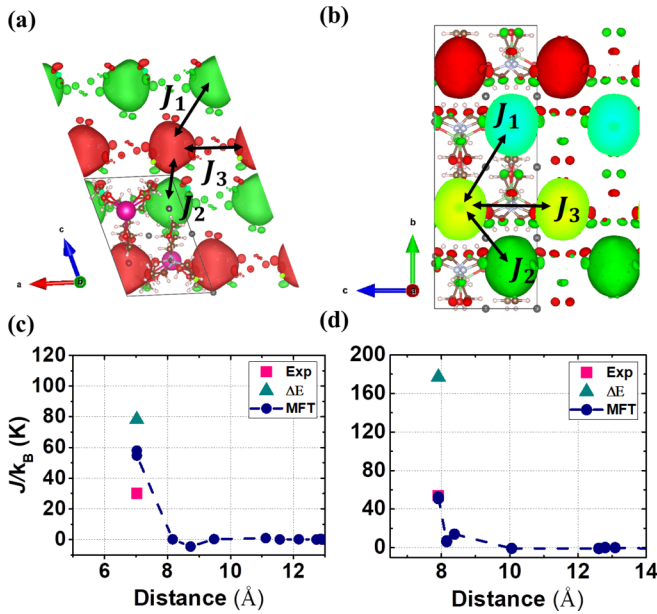 (a)
J1
J3
J2
c
a
b
(b)
J1
J3
J2
b
c
a
(c)
120
100
80
60
40
20
0
J/kB (K)
Exp
ΔE
MFT
6 8 10 12
Distance (Å)
(d)
200
160
120
80
40
0
Exp
ΔE
MFT
6 8 10 12 14
Distance (Å)